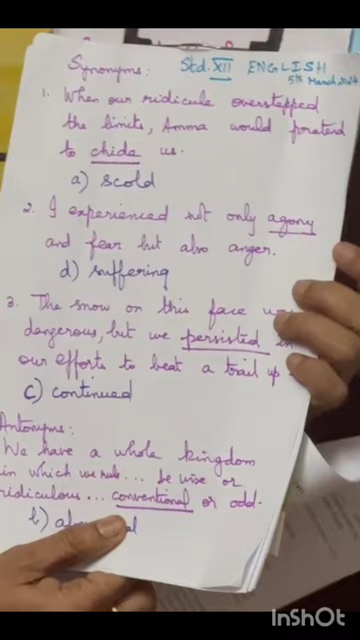 Synonyms: Std. XII ENGLISH
5th March 2024
1. When our ridicule overstepped
the limits, Amma would pretend
to chide us.
a) scold
2. I experienced not only agony
and fear but also anger.
d) suffering
3. The snow on this face
dangerous, but we persisted in
our efforts to beat a trail up
c) continued
Antonyms:
We have a whole kingdom
in which we rule... be wise or
ridiculous... conventional or odd.
b)
InShOt